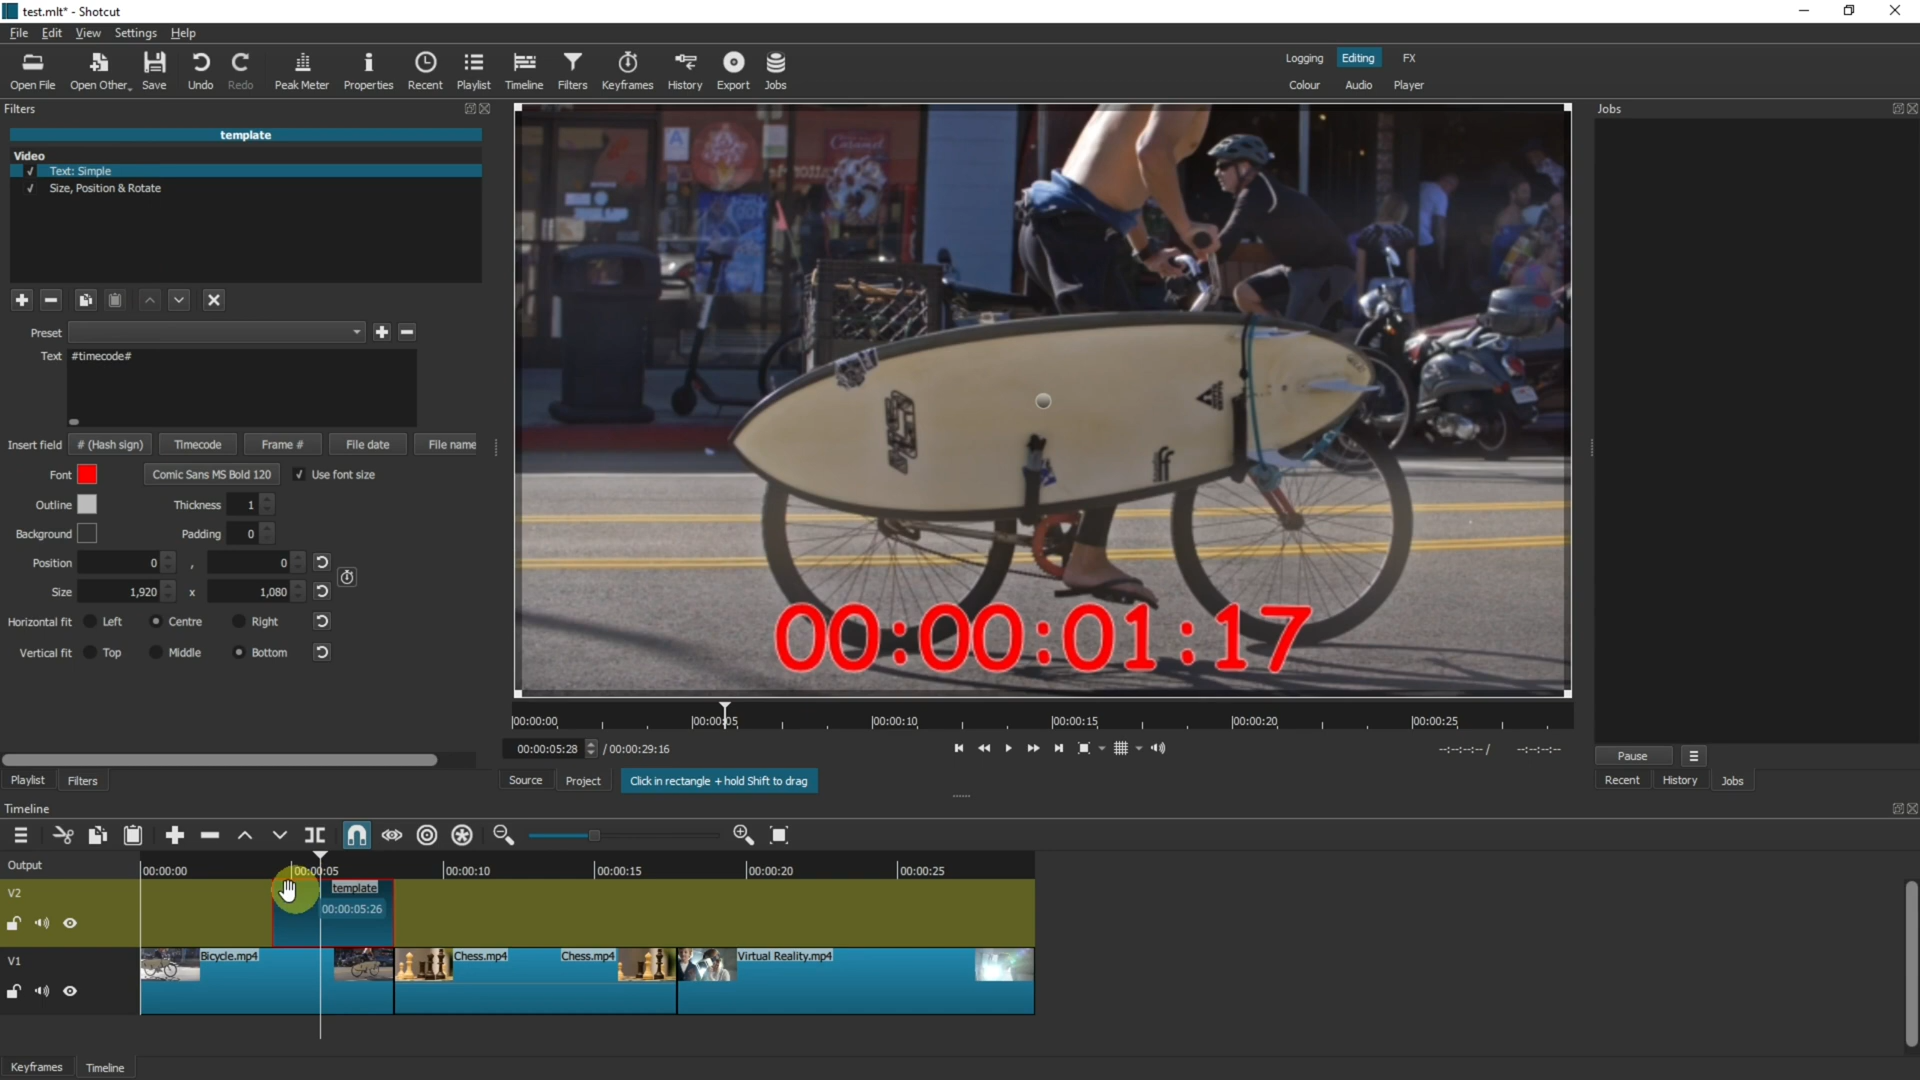 test.mlt* - Shotcut
File Edit View Settings Help
Open File Open Other.. Save Undo Redo Peak Meter Properties Recent Playlist Timeline Filters Keyframes History Export Jobs
Logging Editing FX
Colour Audio Player
Filters
Jobs
template
Video
Text: Simple
Size, Position & Rotate
Preset
Text #timecode#
Insert field # (Hash sign) Timecode Frame # File date File name
Font Comic Sans MS Bold 120 Use font size
Outline Thickness 1
Background Padding 0
Position 0 , 0
Size 1,920 x 1,080
Horizontal fit Left Centre Right
Vertical fit Top Middle Bottom
Caramel
A
00:00:01:17
00:00:00 00:00:05 00:00:10 00:00:15 00:00:20 00:00:25
00:00:05:28 / 00:00:29:16 --:--:--:-- / --:--:--:--
Pause
Playlist Filters
Source Project Click in rectangle + hold Shift to drag
Recent History Jobs
Timeline
Output
00:00:00 00:00:05 00:00:10 00:00:15 00:00:20 00:00:25
V2
template
00:00:05:26
V1
Bicycle.mp4 Chess.mp4 Chess.mp4 Virtual Reality.mp4
Keyframes Timeline